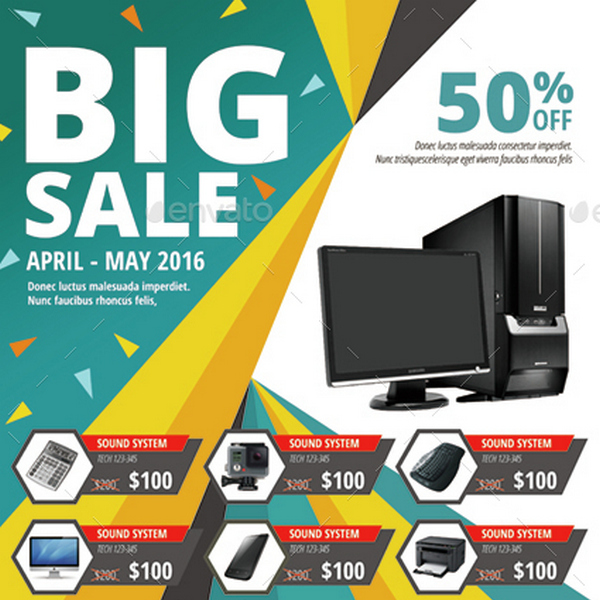 BIG
SALE
APRIL - MAY 2016
Donec luctus malesuada imperdiet.
Nunc faucibus rhoncus felis,
50% OFF
Donec luctus malesuada consectetur imperdiet.
Nunc tristiquescelerisque eget viverra faucibus rhoncus felis
envato
SOUND SYSTEM
TECH 123-345
$200 $100
SOUND SYSTEM
TECH 123-345
$200 $100
SOUND SYSTEM
TECH 123-345
$200 $100
SOUND SYSTEM
TECH 123-345
$200 $100
SOUND SYSTEM
TECH 123-345
$200 $100
SOUND SYSTEM
TECH 123-345
$200 $100